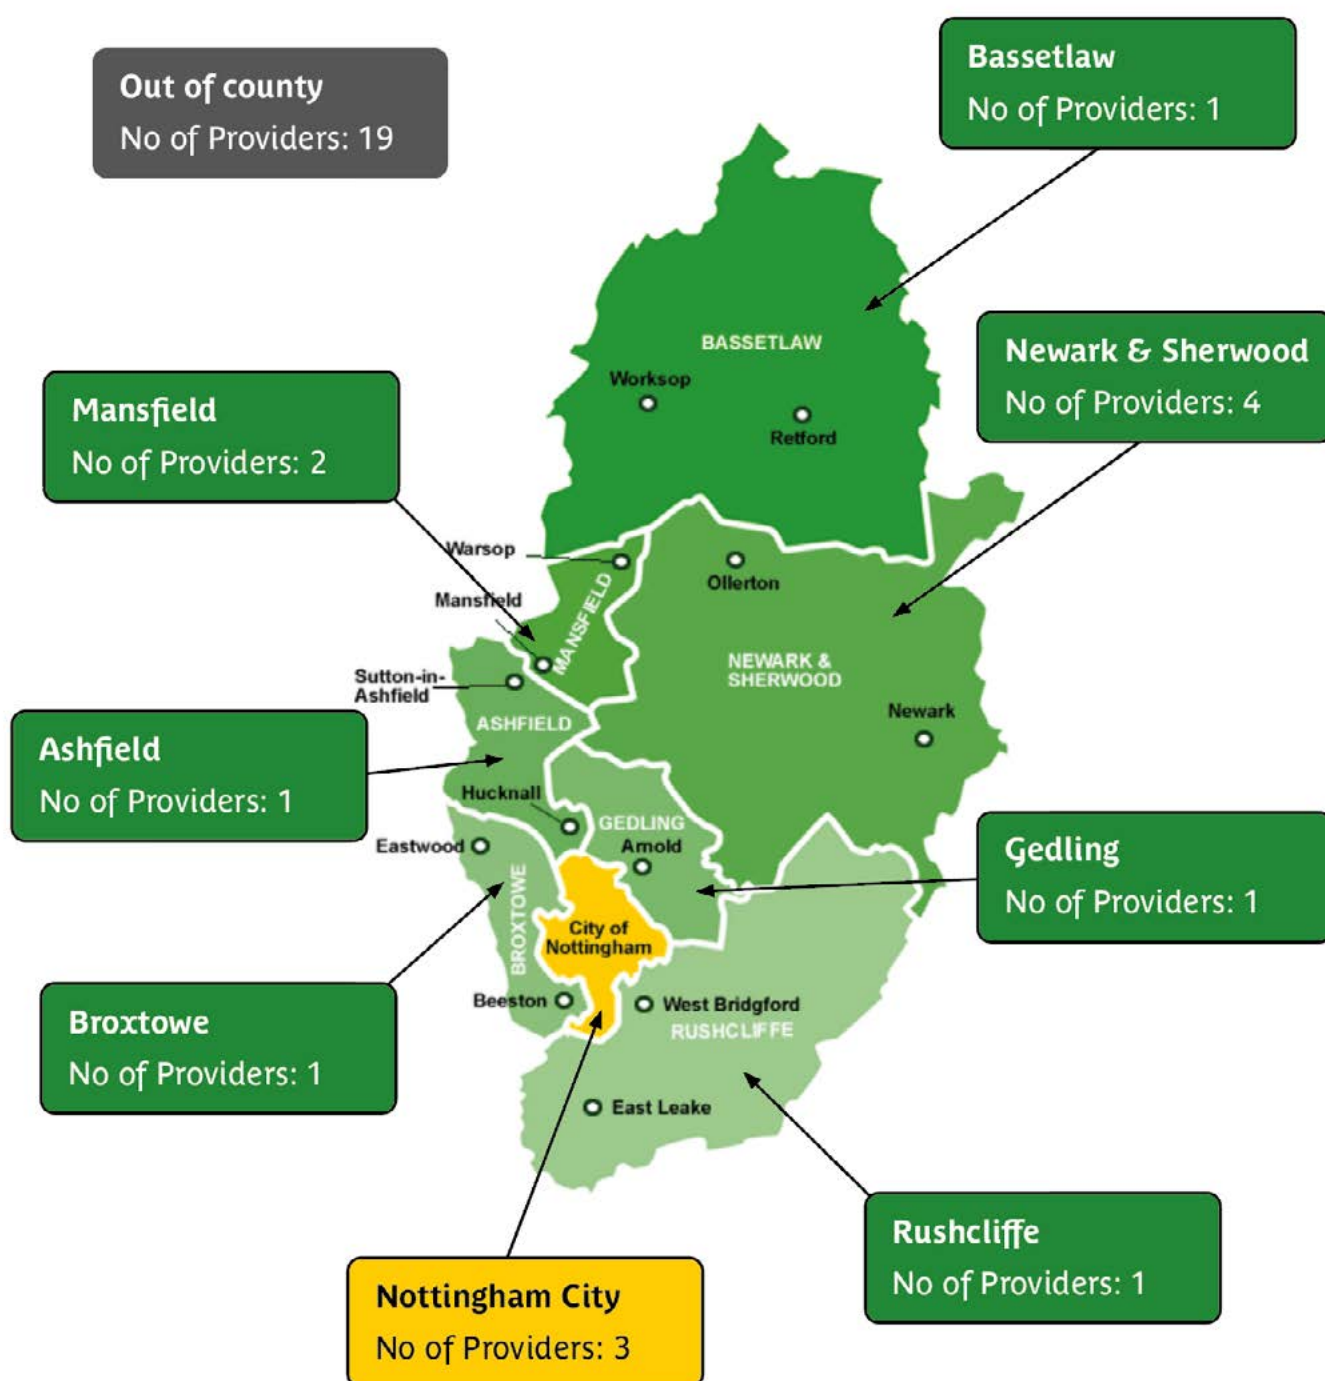 Out of county
No of Providers: 19
Bassetlaw
No of Providers: 1
BASSETLAW
Worksop
Retford
Newark & Sherwood
No of Providers: 4
Mansfield
No of Providers: 2
Warsop
Mansfield
MANSFIELD
Ollerton
NEWARK &
SHERWOOD
Newark
Sutton-in-
Ashfield
ASHFIELD
Ashfield
No of Providers: 1
Hucknall
GEDLING
Arnold
Eastwood
Gedling
No of Providers: 1
BROXTOWE
City of
Nottingham
Beeston
West Bridgford
RUSHCLIFFE
Broxtowe
No of Providers: 1
East Leake
Rushcliffe
No of Providers: 1
Nottingham City
No of Providers: 3